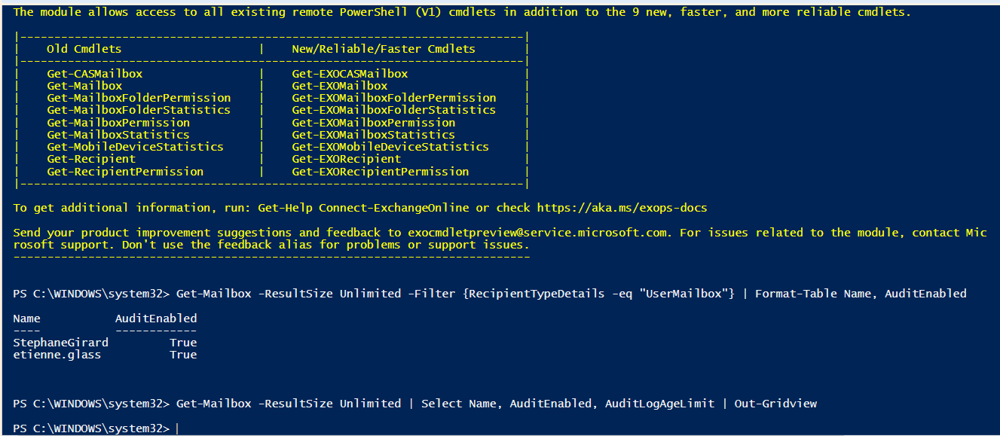 The module allows access to all existing remote PowerShell (V1) cmdlets in addition to the 9 new, faster, and more reliable cmdlets.
|--------------------------------------------------------------------------|
|    Old Cmdlets                    |    New/Reliable/Faster Cmdlets       |
|--------------------------------------------------------------------------|
|    Get-CASMailbox                 |    Get-EXOCASMailbox                 |
|    Get-Mailbox                    |    Get-EXOMailbox                    |
|    Get-MailboxFolderPermission    |    Get-EXOMailboxFolderPermission    |
|    Get-MailboxFolderStatistics    |    Get-EXOMailboxFolderStatistics    |
|    Get-MailboxPermission          |    Get-EXOMailboxPermission          |
|    Get-MailboxStatistics          |    Get-EXOMailboxStatistics          |
|    Get-MobileDeviceStatistics     |    Get-EXOMobileDeviceStatistics     |
|    Get-Recipient                  |    Get-EXORecipient                  |
|    Get-RecipientPermission        |    Get-EXORecipientPermission        |
|--------------------------------------------------------------------------|
To get additional information, run: Get-Help Connect-ExchangeOnline or check https://aka.ms/exops-docs
Send your product improvement suggestions and feedback to exocmdletpreview@service.microsoft.com. For issues related to the module, contact Mic
rosoft support. Don't use the feedback alias for problems or support issues.
----------------------------------------------------------------------------
PS C:\WINDOWS\system32> Get-Mailbox -ResultSize Unlimited -Filter {RecipientTypeDetails -eq "UserMailbox"} | Format-Table Name, AuditEnabled
Name           AuditEnabled
----           ------------
StephaneGirard         True
etienne.glass          True
PS C:\WINDOWS\system32> Get-Mailbox -ResultSize Unlimited | Select Name, AuditEnabled, AuditLogAgeLimit | Out-Gridview
PS C:\WINDOWS\system32>